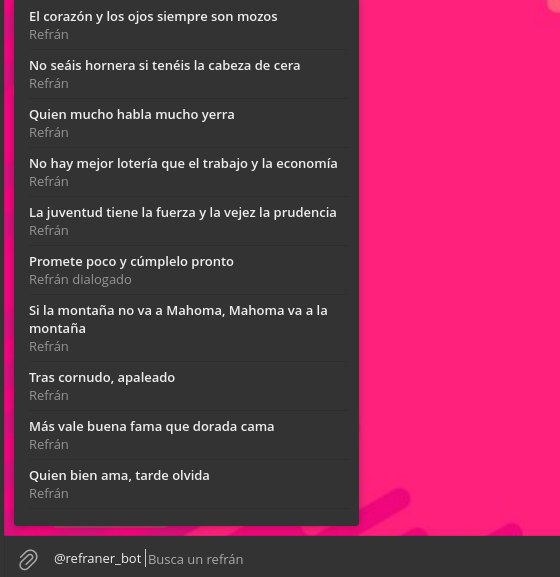 El corazón y los ojos siempre son mozos
Refrán
No seáis hornera si tenéis la cabeza de cera
Refrán
Quien mucho habla mucho yerra
Refrán
No hay mejor lotería que el trabajo y la economía
Refrán
La juventud tiene la fuerza y la vejez la prudencia
Refrán
Promete poco y cúmplelo pronto
Refrán dialogado
Si la montaña no va a Mahoma, Mahoma va a la
montaña
Refrán
Tras cornudo, apaleado
Refrán
Más vale buena fama que dorada cama
Refrán
Quien bien ama, tarde olvida
Refrán
@refraner_bot Busca un refrán